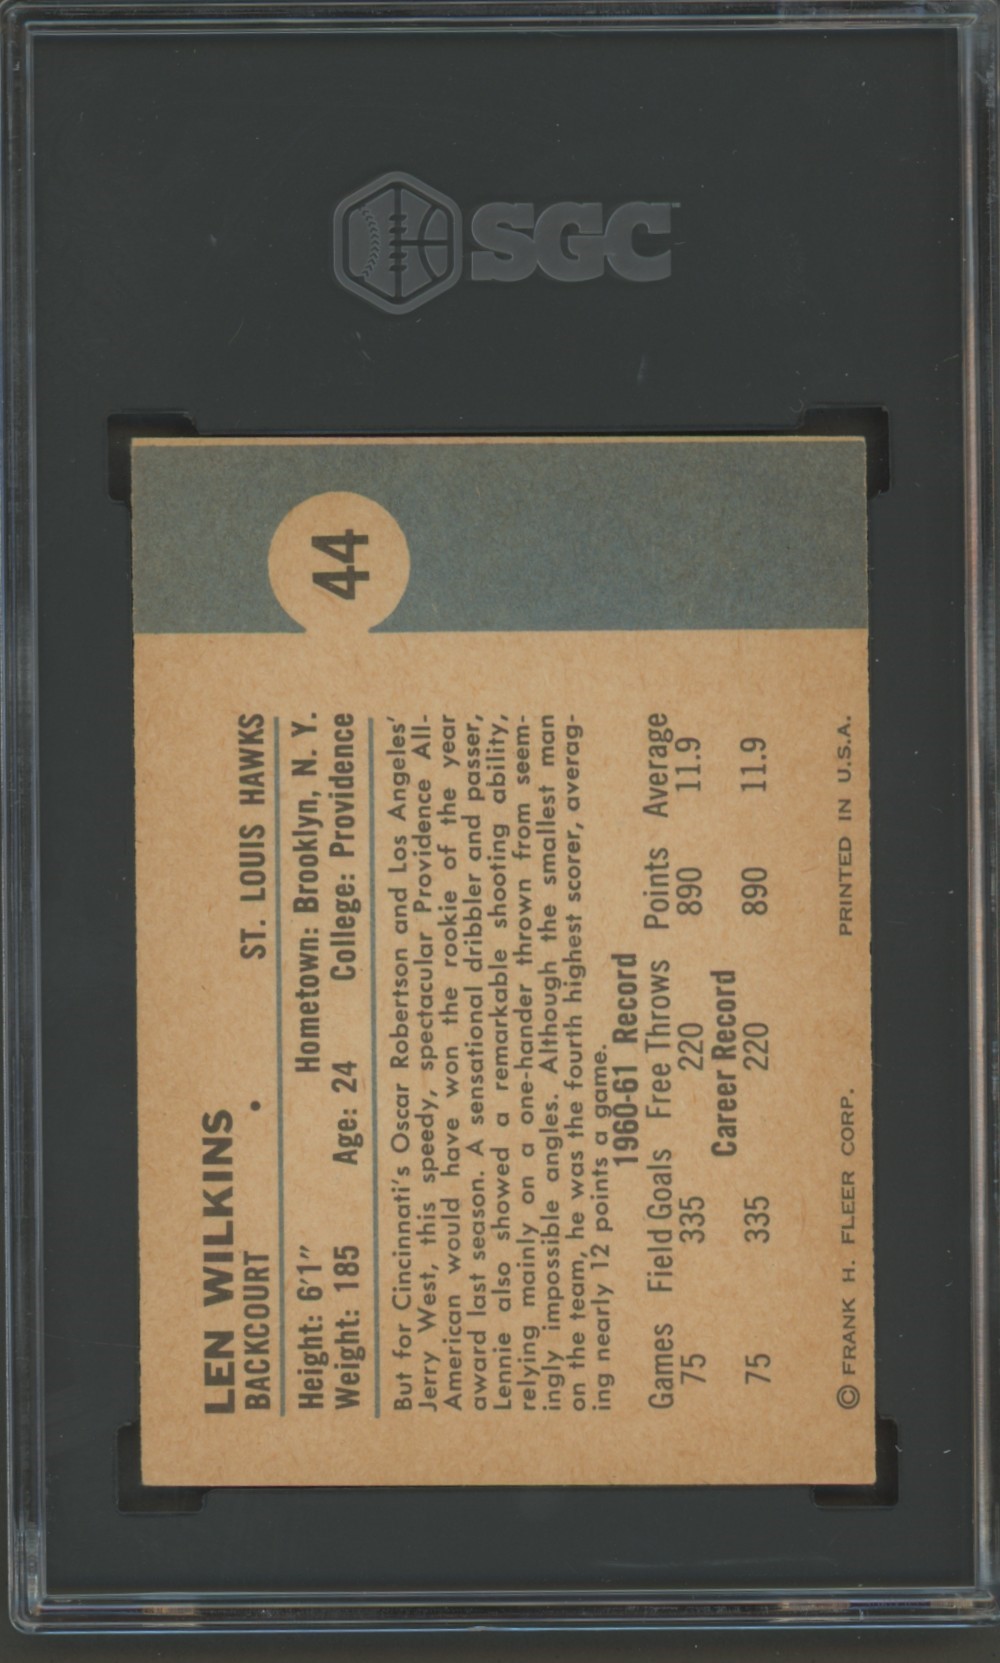 SGC
44
LEN WILKINS
BACKCOURT • ST. LOUIS HAWKS
Height: 6'1" Hometown: Brooklyn, N. Y.
Weight: 185 Age: 24 College: Providence
But for Cincinnati's Oscar Robertson and Los Angeles'
Jerry West, this speedy, spectacular Providence All-
American would have won the rookie of the year
award last season. A sensational dribbler and passer,
Lennie also showed a remarkable shooting ability,
relying mainly on a one-hander thrown from seem-
ingly impossible angles. Although the smallest man
on the team, he was the fourth highest scorer, averag-
ing nearly 12 points a game.
1960-61 Record
Games Field Goals Free Throws Points Average
75 335 220 890 11.9
Career Record
75 335 220 890 11.9
© FRANK H. FLEER CORP. PRINTED IN U.S.A.